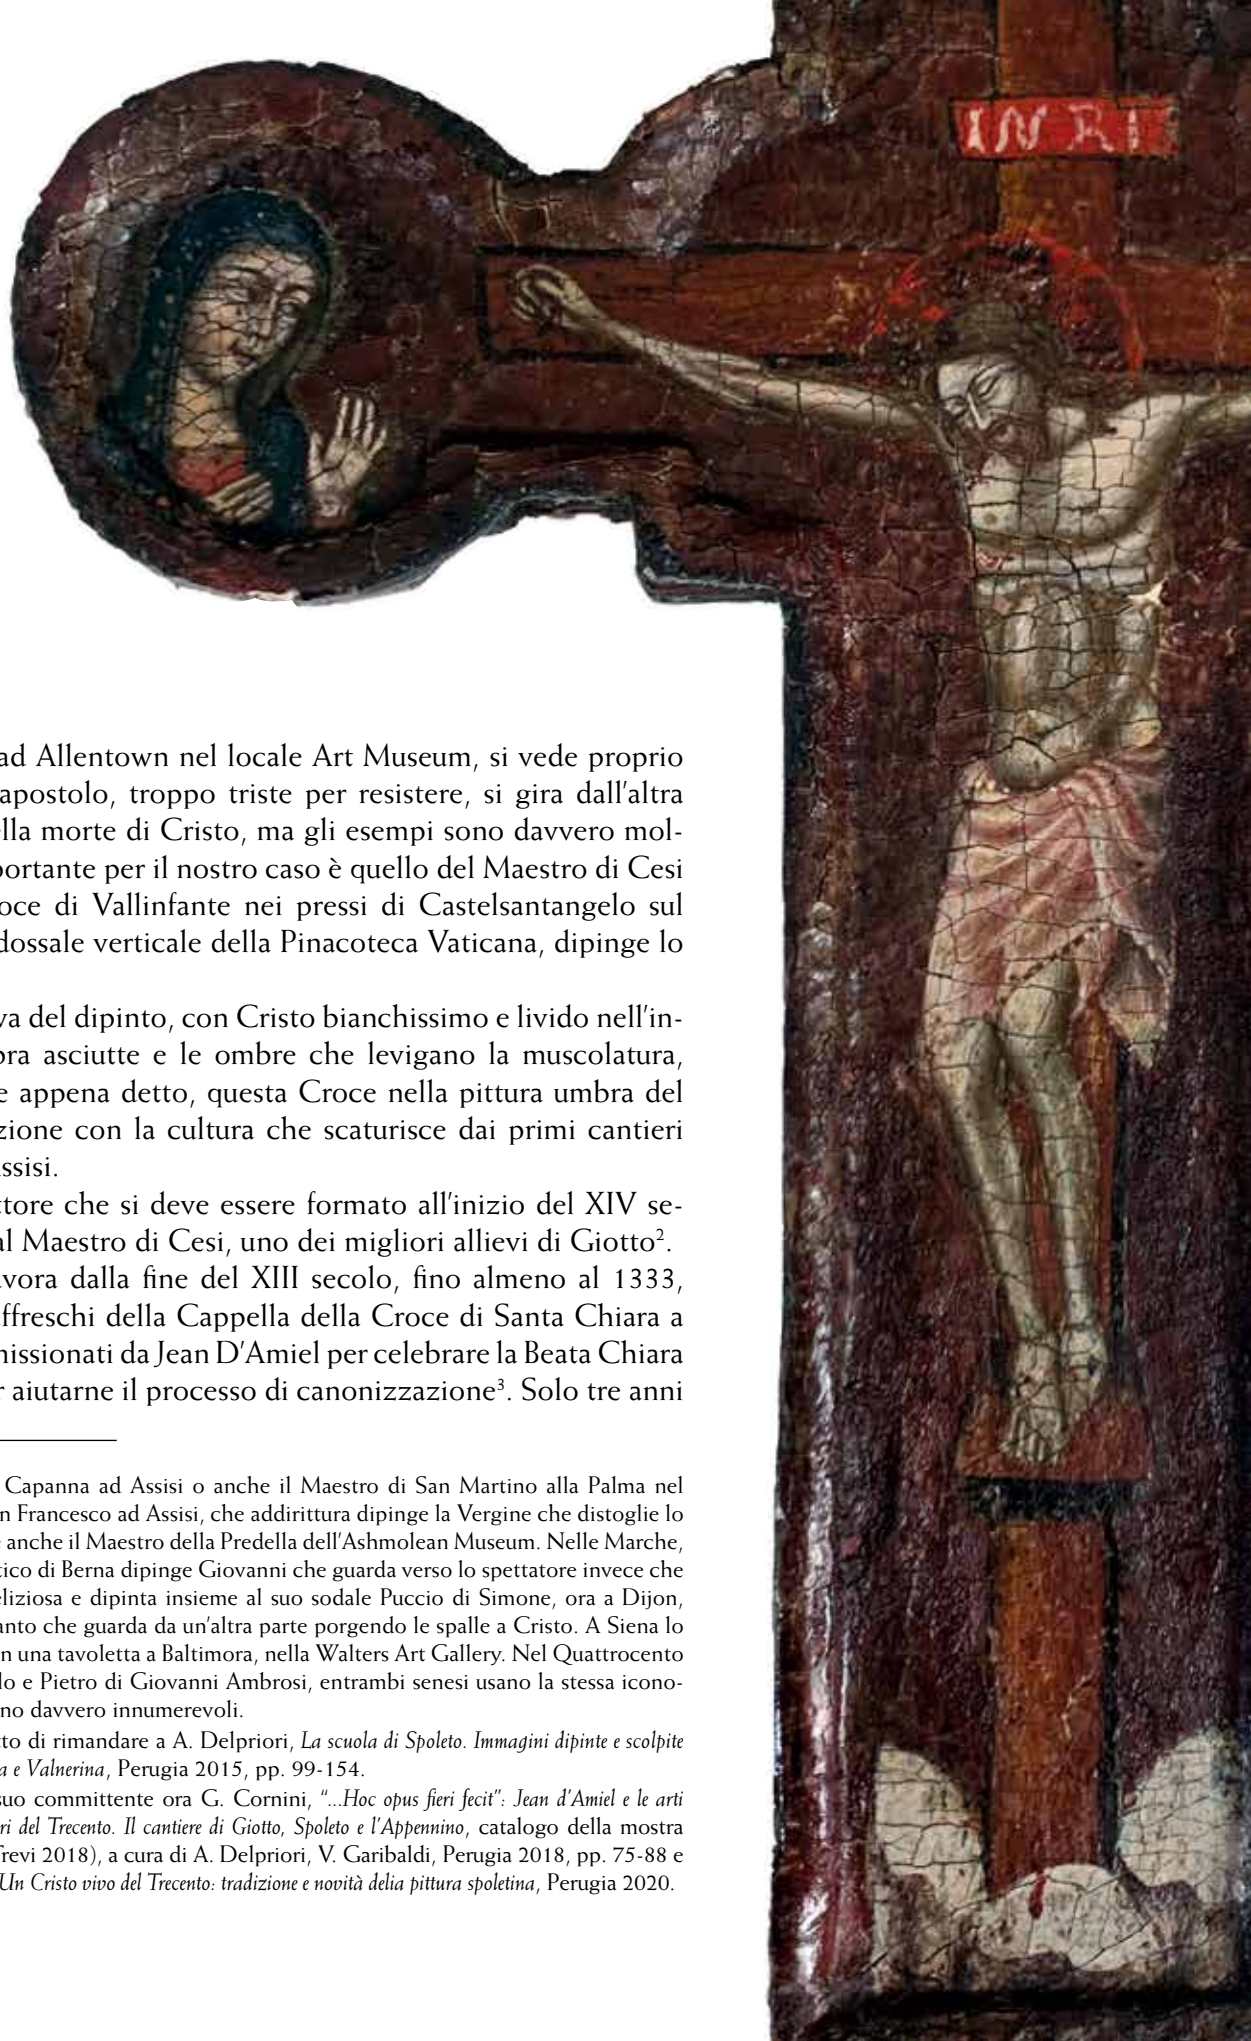 INRI
ad Allentown nel locale Art Museum, si vede proprio
apostolo, troppo triste per resistere, si gira dall'altra
ella morte di Cristo, ma gli esempi sono davvero mol-
portante per il nostro caso è quello del Maestro di Cesi
oce di Vallinfante nei pressi di Castelsantangelo sul
dossale verticale della Pinacoteca Vaticana, dipinge lo
va del dipinto, con Cristo bianchissimo e livido nell'in-
bra asciutte e le ombre che levigano la muscolatura,
e appena detto, questa Croce nella pittura umbra del
zione con la cultura che scaturisce dai primi cantieri
ssisi.
ttore che si deve essere formato all'inizio del XIV se-
al Maestro di Cesi, uno dei migliori allievi di Giotto².
avora dalla fine del XIII secolo, fino almeno al 1333,
affreschi della Cappella della Croce di Santa Chiara a
missionati da Jean D'Amiel per celebrare la Beata Chiara
r aiutarne il processo di canonizzazione³. Solo tre anni
Capanna ad Assisi o anche il Maestro di San Martino alla Palma nel
n Francesco ad Assisi, che addirittura dipinge la Vergine che distoglie lo
e anche il Maestro della Predella dell'Ashmolean Museum. Nelle Marche,
tico di Berna dipinge Giovanni che guarda verso lo spettatore invece che
eliziosa e dipinta insieme al suo sodale Puccio di Simone, ora a Dijon,
anto che guarda da un'altra parte porgendo le spalle a Cristo. A Siena lo
n una tavoletta a Baltimora, nella Walters Art Gallery. Nel Quattrocento
lo e Pietro di Giovanni Ambrosi, entrambi senesi usano la stessa icono-
no davvero innumerevoli.
tto di rimandare a A. Delpriori, La scuola di Spoleto. Immagini dipinte e scolpite
a e Valnerina, Perugia 2015, pp. 99-154.
suo committente ora G. Cornini, "...Hoc opus fieri fecit": Jean d'Amiel e le arti
ri del Trecento. Il cantiere di Giotto, Spoleto e l'Appennino, catalogo della mostra
Trevi 2018), a cura di A. Delpriori, V. Garibaldi, Perugia 2018, pp. 75-88 e
Un Cristo vivo del Trecento: tradizione e novità delia pittura spoletina, Perugia 2020.